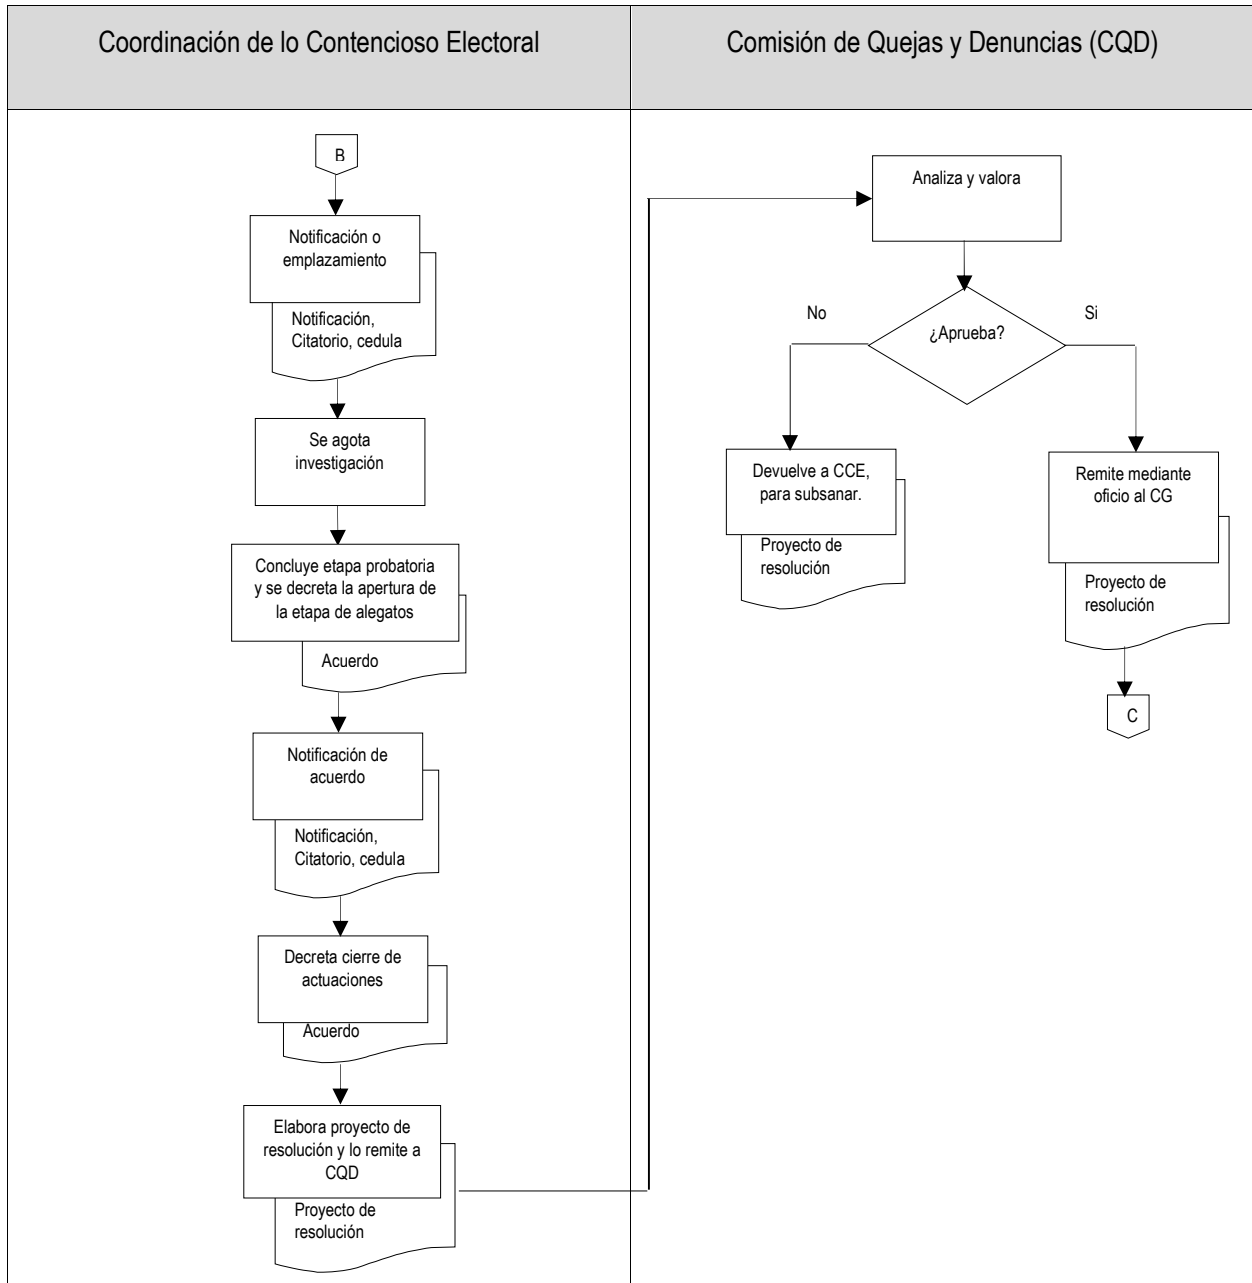 Coordinación de lo Contencioso Electoral
Comisión de Quejas y Denuncias (CQD)
B
Notificación o
emplazamiento
Notificación,
Citatorio, cedula
Se agota
investigación
Concluye etapa probatoria
y se decreta la apertura de
la etapa de alegatos
Acuerdo
Notificación de
acuerdo
Notificación,
Citatorio, cedula
Decreta cierre de
actuaciones
Acuerdo
Elabora proyecto de
resolución y lo remite a
CQD
Proyecto de
resolución
Analiza y valora
¿Aprueba?
No
Si
Devuelve a CCE,
para subsanar.
Proyecto de
resolución
Remite mediante
oficio al CG
Proyecto de
resolución
C